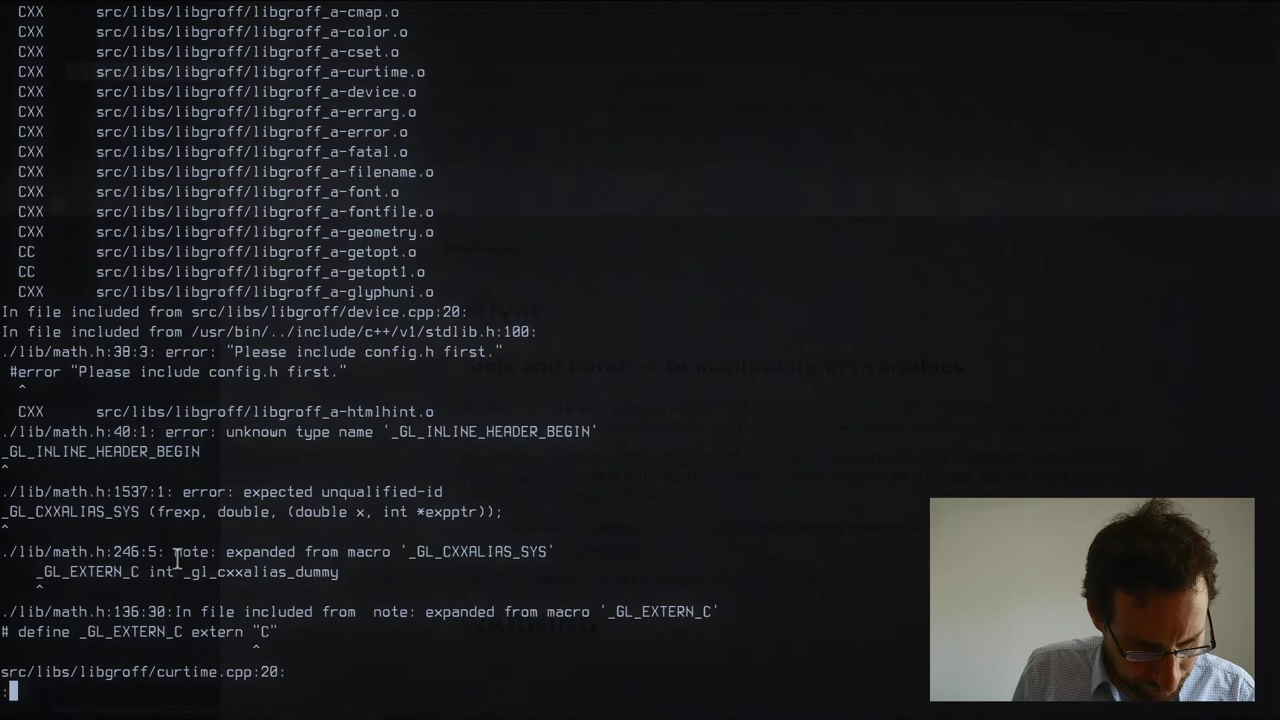 CXX      src/libs/libgroff/libgroff_a-cmap.o
CXX      src/libs/libgroff/libgroff_a-color.o
CXX      src/libs/libgroff/libgroff_a-cset.o
CXX      src/libs/libgroff/libgroff_a-curtime.o
CXX      src/libs/libgroff/libgroff_a-device.o
CXX      src/libs/libgroff/libgroff_a-errarg.o
CXX      src/libs/libgroff/libgroff_a-error.o
CXX      src/libs/libgroff/libgroff_a-fatal.o
CXX      src/libs/libgroff/libgroff_a-filename.o
CXX      src/libs/libgroff/libgroff_a-font.o
CXX      src/libs/libgroff/libgroff_a-fontfile.o
CXX      src/libs/libgroff/libgroff_a-geometry.o
CC       src/libs/libgroff/libgroff_a-getopt.o
CC       src/libs/libgroff/libgroff_a-getopt1.o
CXX      src/libs/libgroff/libgroff_a-glyphuni.o
In file included from src/libs/libgroff/device.cpp:20:
In file included from /usr/bin/../include/c++/v1/stdlib.h:100:
./lib/math.h:38:3: error: "Please include config.h first."
#error "Please include config.h first."
^
CXX      src/libs/libgroff/libgroff_a-htmlhint.o
./lib/math.h:40:1: error: unknown type name '_GL_INLINE_HEADER_BEGIN'
_GL_INLINE_HEADER_BEGIN
^
./lib/math.h:1537:1: error: expected unqualified-id
_GL_CXXALIAS_SYS (frexp, double, (double x, int *expptr));
^
./lib/math.h:246:5: note: expanded from macro '_GL_CXXALIAS_SYS'
_GL_EXTERN_C int _gl_cxxalias_dummy
^
./lib/math.h:136:30:In file included from  note: expanded from macro '_GL_EXTERN_C'
# define _GL_EXTERN_C extern "C"
^
src/libs/libgroff/curtime.cpp:20:
:
tools and libraries to manipulate EFI variables
WARNING